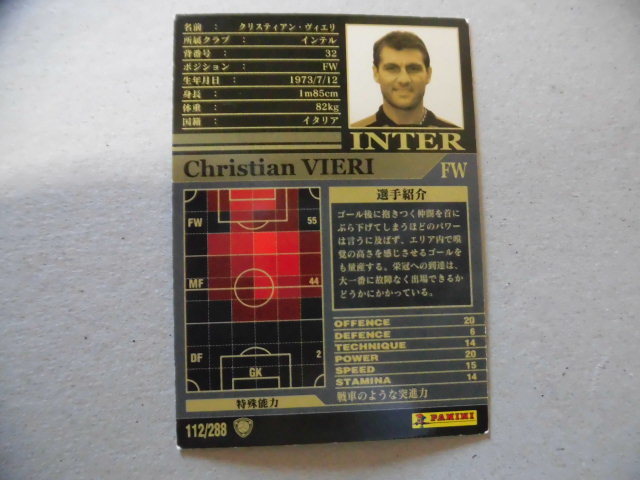 名前 : クリスティアン・ヴィエリ
所属クラブ : インテル
背番号 : 32
ポジション : FW
生年月日 : 1973/7/12
身長 : 1m85cm
体重 : 82kg
国籍 : イタリア
INTER
Christian VIERI
FW
FW 55
MF 44
DF 2
GK
選手紹介
ゴール後に抱きつく仲間を首に
ぶら下げてしまうほどのパワー
は言うに及ばず、エリア内で嗅
覚の高さを感じさせるゴールを
も量産する。栄冠への到達は、
大一番に故障なく出場できるか
どうかにかかっている。
OFFENCE 20
DEFENCE 6
TECHNIQUE 14
POWER 20
SPEED 15
STAMINA 14
特殊能力
戦車のような突進力
112/288
PANINI